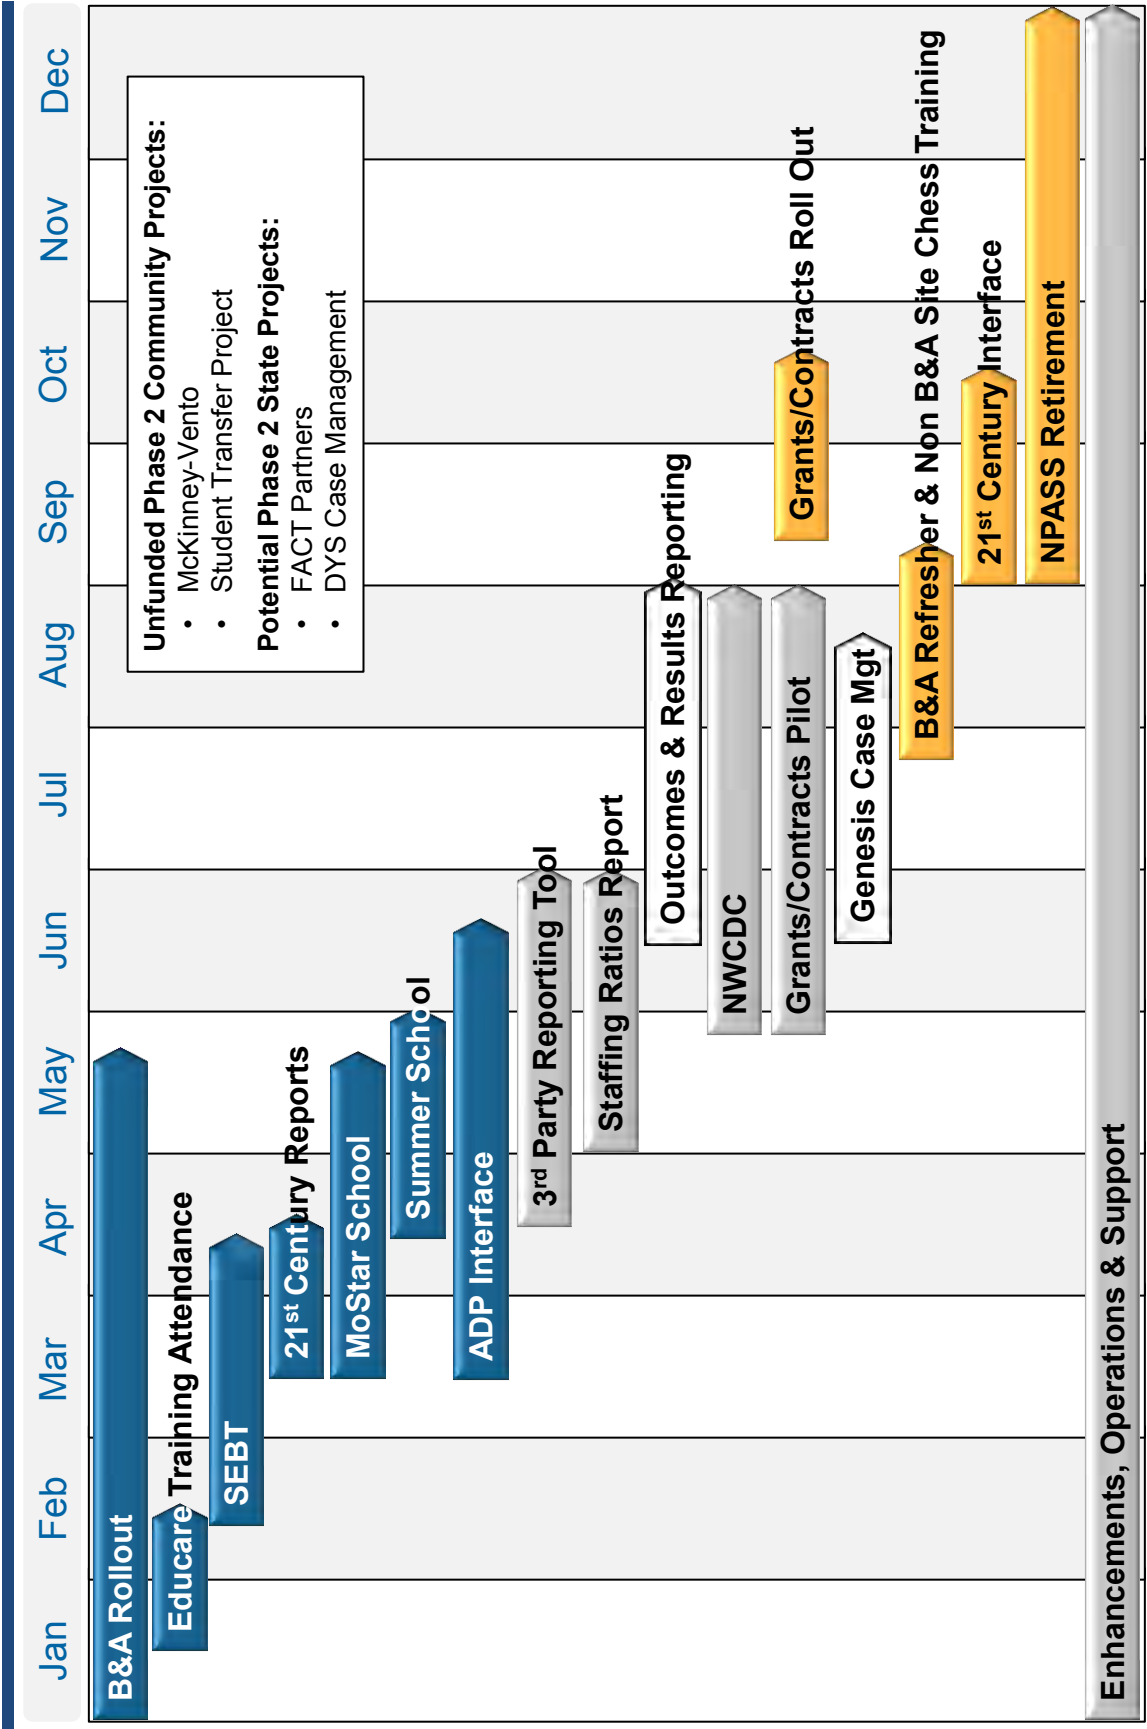 Jan Feb Mar Apr May Jun Jul Aug Sep Oct Nov Dec
B&A Rollout
Educare Training Attendance
SEBT
21st Century Reports
MoStar School
Summer School
ADP Interface
3rd Party Reporting Tool
Staffing Ratios Report
Outcomes & Results Reporting
NWCDC
Grants/Contracts Pilot
Grants/Contracts Roll Out
Genesis Case Mgt
B&A Refresher & Non B&A Site Chess Training
21st Century Interface
NPASS Retirement
Enhancements, Operations & Support
Unfunded Phase 2 Community Projects:
• McKinney-Vento
• Student Transfer Project
Potential Phase 2 State Projects:
• FACT Partners
• DYS Case Management